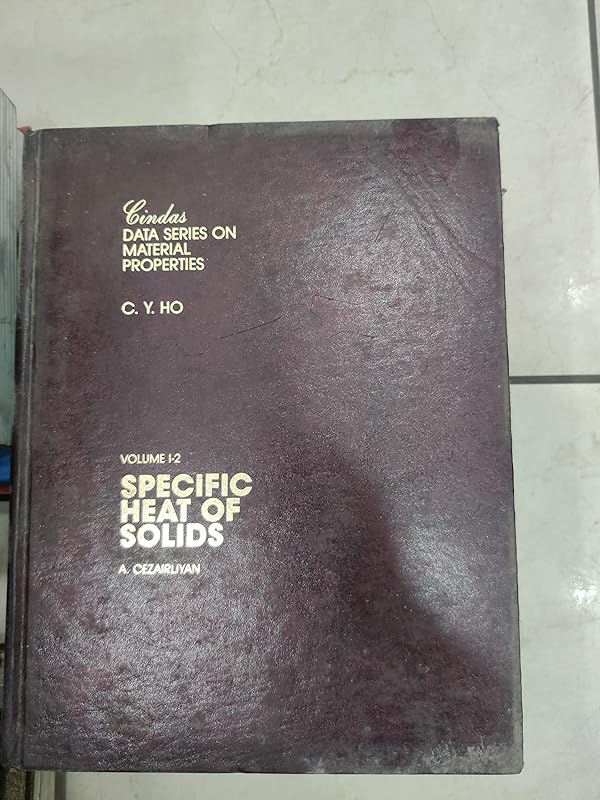 Cindas
DATA SERIES ON
MATERIAL
PROPERTIES
C. Y. HO
VOLUME I-2
SPECIFIC
HEAT OF
SOLIDS
A. CEZAIRLIYAN